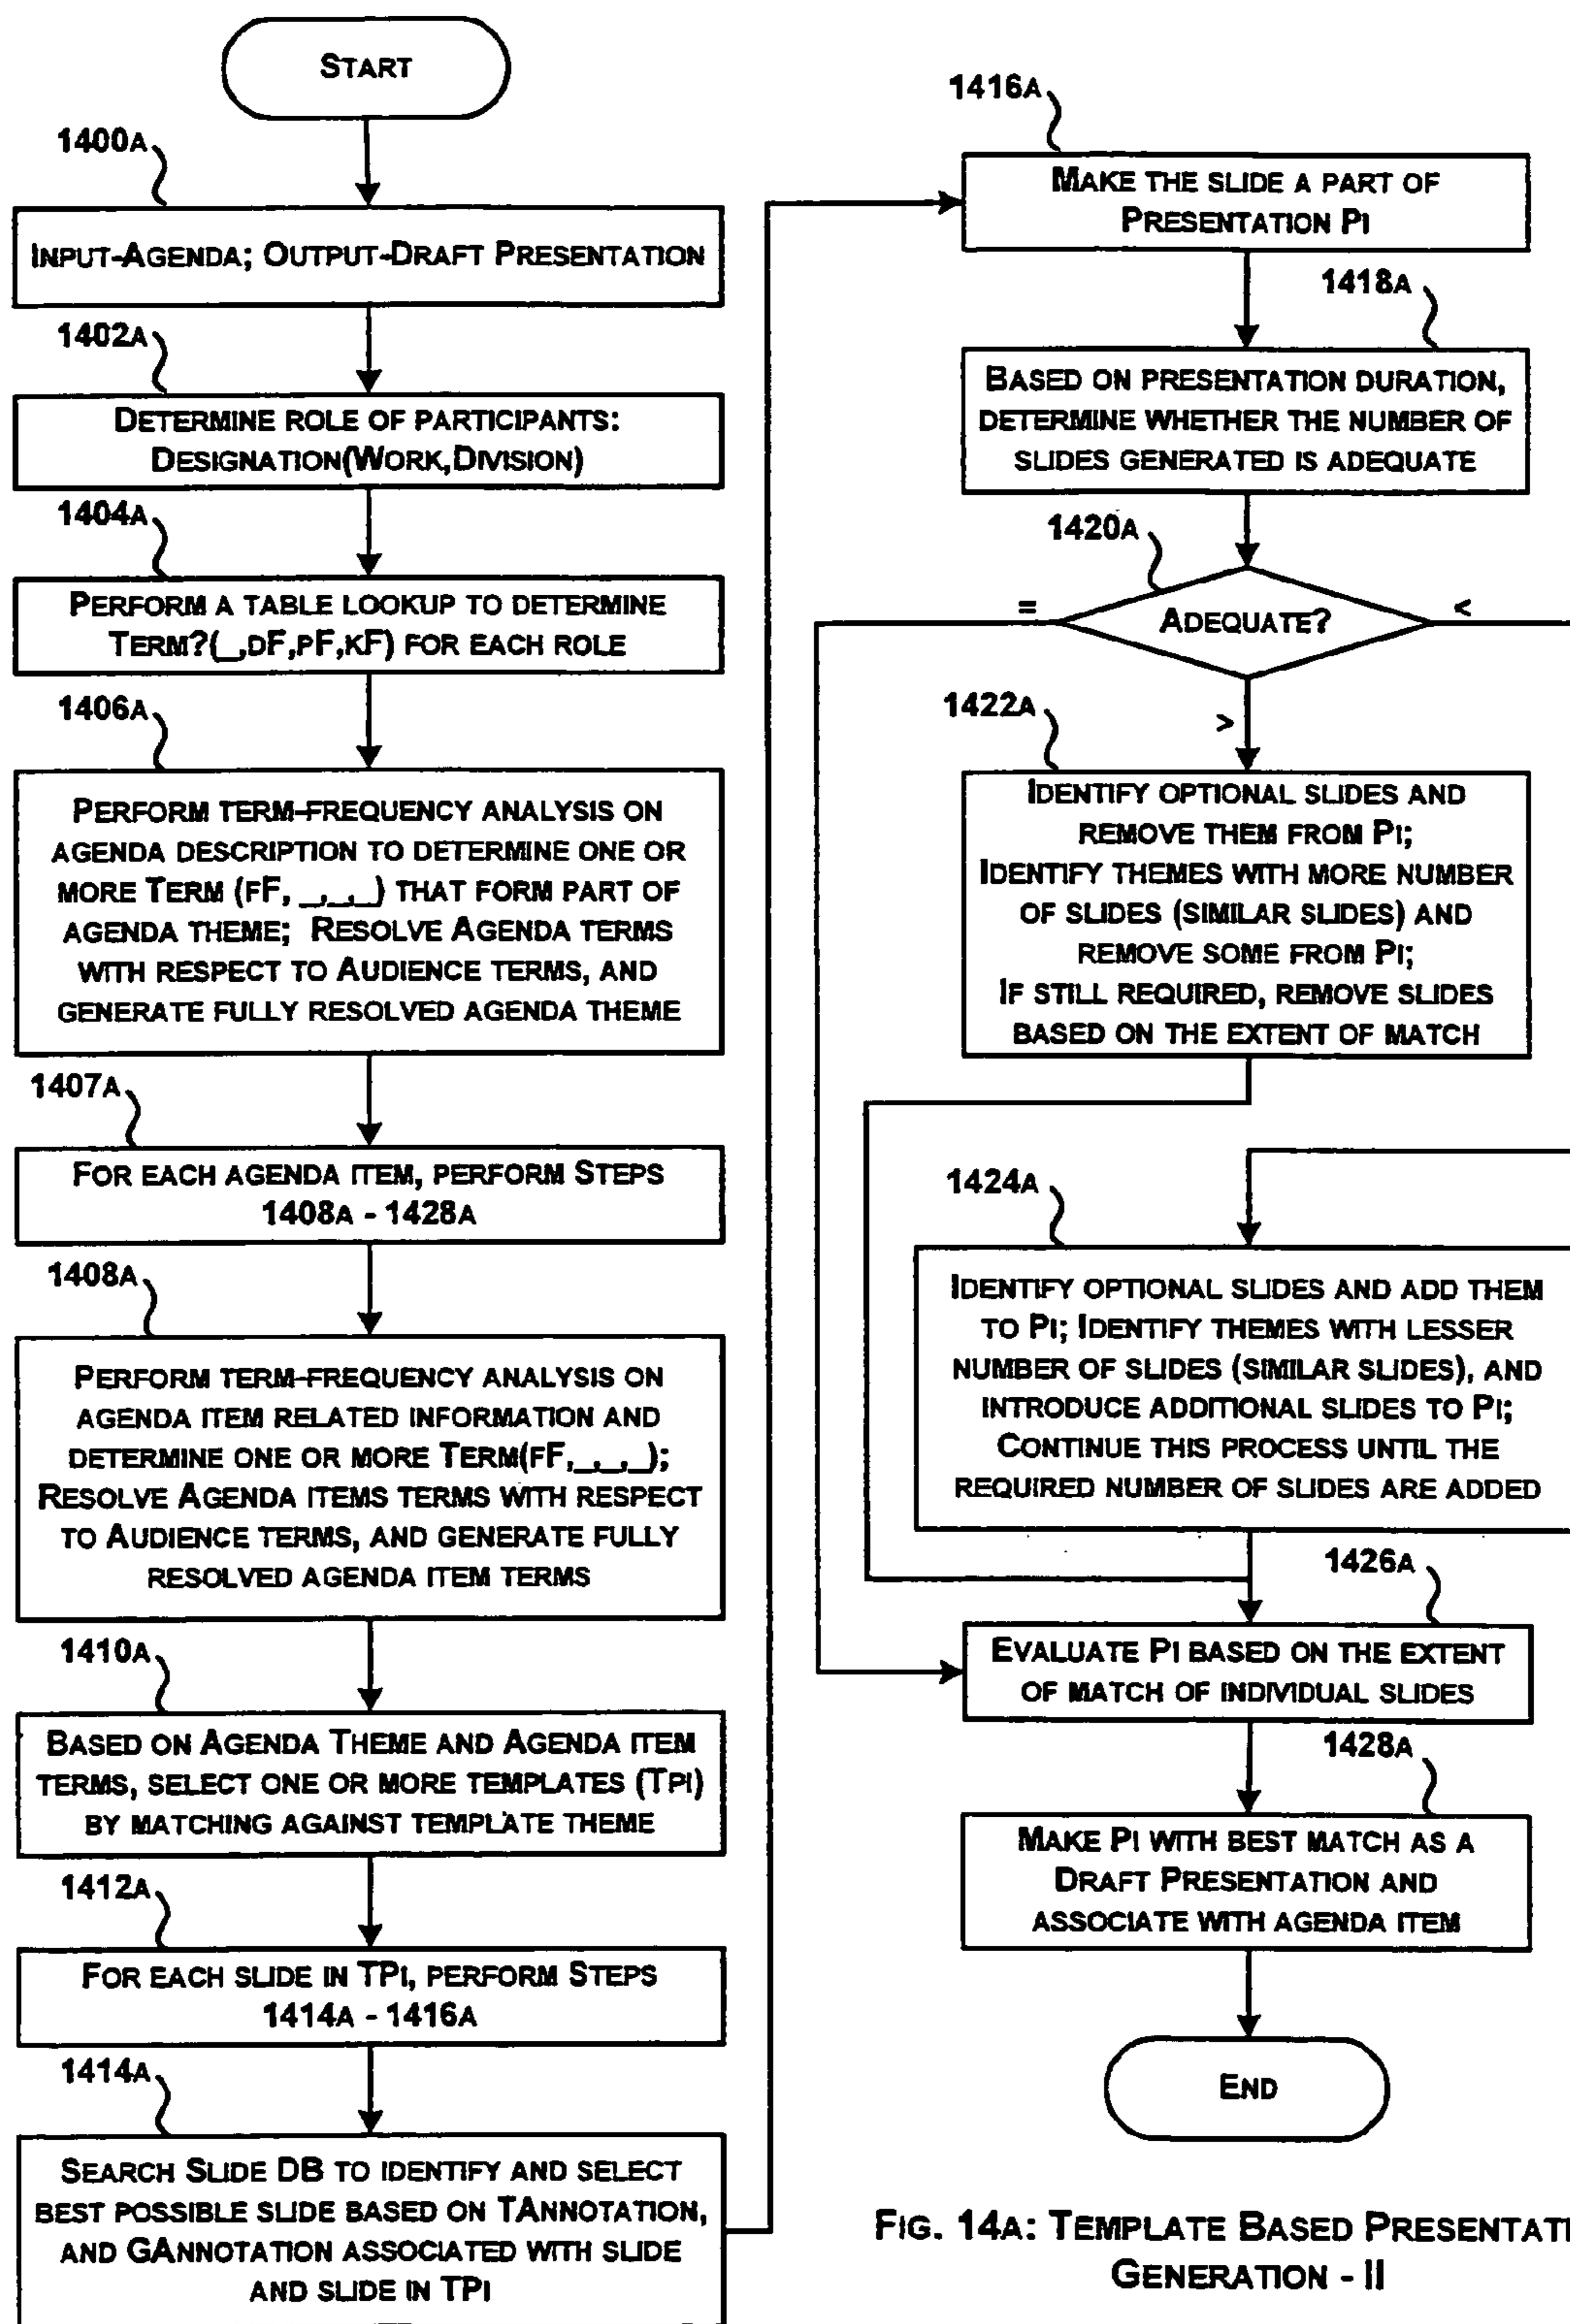 START
1400A
INPUT-AGENDA; OUTPUT-DRAFT PRESENTATION
1402A
DETERMINE ROLE OF PARTICIPANTS:
DESIGNATION(WORK,DIVISION)
1404A
PERFORM A TABLE LOOKUP TO DETERMINE
TERM?(_,DF,PF,KF) FOR EACH ROLE
1406A
PERFORM TERM-FREQUENCY ANALYSIS ON
AGENDA DESCRIPTION TO DETERMINE ONE OR
MORE TERM (FF, _,_,_) THAT FORM PART OF
AGENDA THEME; RESOLVE AGENDA TERMS
WITH RESPECT TO AUDIENCE TERMS, AND
GENERATE FULLY RESOLVED AGENDA THEME
1407A
FOR EACH AGENDA ITEM, PERFORM STEPS
1408A - 1428A
1408A
PERFORM TERM-FREQUENCY ANALYSIS ON
AGENDA ITEM RELATED INFORMATION AND
DETERMINE ONE OR MORE TERM(FF,_,_,_);
RESOLVE AGENDA ITEMS TERMS WITH RESPECT
TO AUDIENCE TERMS, AND GENERATE FULLY
RESOLVED AGENDA ITEM TERMS
1410A
BASED ON AGENDA THEME AND AGENDA ITEM
TERMS, SELECT ONE OR MORE TEMPLATES (TPI)
BY MATCHING AGAINST TEMPLATE THEME
1412A
FOR EACH SLIDE IN TPI, PERFORM STEPS
1414A - 1416A
1414A
SEARCH SLIDE DB TO IDENTIFY AND SELECT
BEST POSSIBLE SLIDE BASED ON TANNOTATION,
AND GANNOTATION ASSOCIATED WITH SLIDE
AND SLIDE IN TPI
1416A
MAKE THE SLIDE A PART OF
PRESENTATION PI
1418A
BASED ON PRESENTATION DURATION,
DETERMINE WHETHER THE NUMBER OF
SLIDES GENERATED IS ADEQUATE
1420A
= ADEQUATE? <
>
1422A
IDENTIFY OPTIONAL SLIDES AND
REMOVE THEM FROM PI;
IDENTIFY THEMES WITH MORE NUMBER
OF SLIDES (SIMILAR SLIDES) AND
REMOVE SOME FROM PI;
IF STILL REQUIRED, REMOVE SLIDES
BASED ON THE EXTENT OF MATCH
1424A
IDENTIFY OPTIONAL SLIDES AND ADD THEM
TO PI; IDENTIFY THEMES WITH LESSER
NUMBER OF SLIDES (SIMILAR SLIDES), AND
INTRODUCE ADDITIONAL SLIDES TO PI;
CONTINUE THIS PROCESS UNTIL THE
REQUIRED NUMBER OF SLIDES ARE ADDED
1426A
EVALUATE PI BASED ON THE EXTENT
OF MATCH OF INDIVIDUAL SLIDES
1428A
MAKE PI WITH BEST MATCH AS A
DRAFT PRESENTATION AND
ASSOCIATE WITH AGENDA ITEM
END
FIG. 14A: TEMPLATE BASED PRESENTATI
GENERATION - II